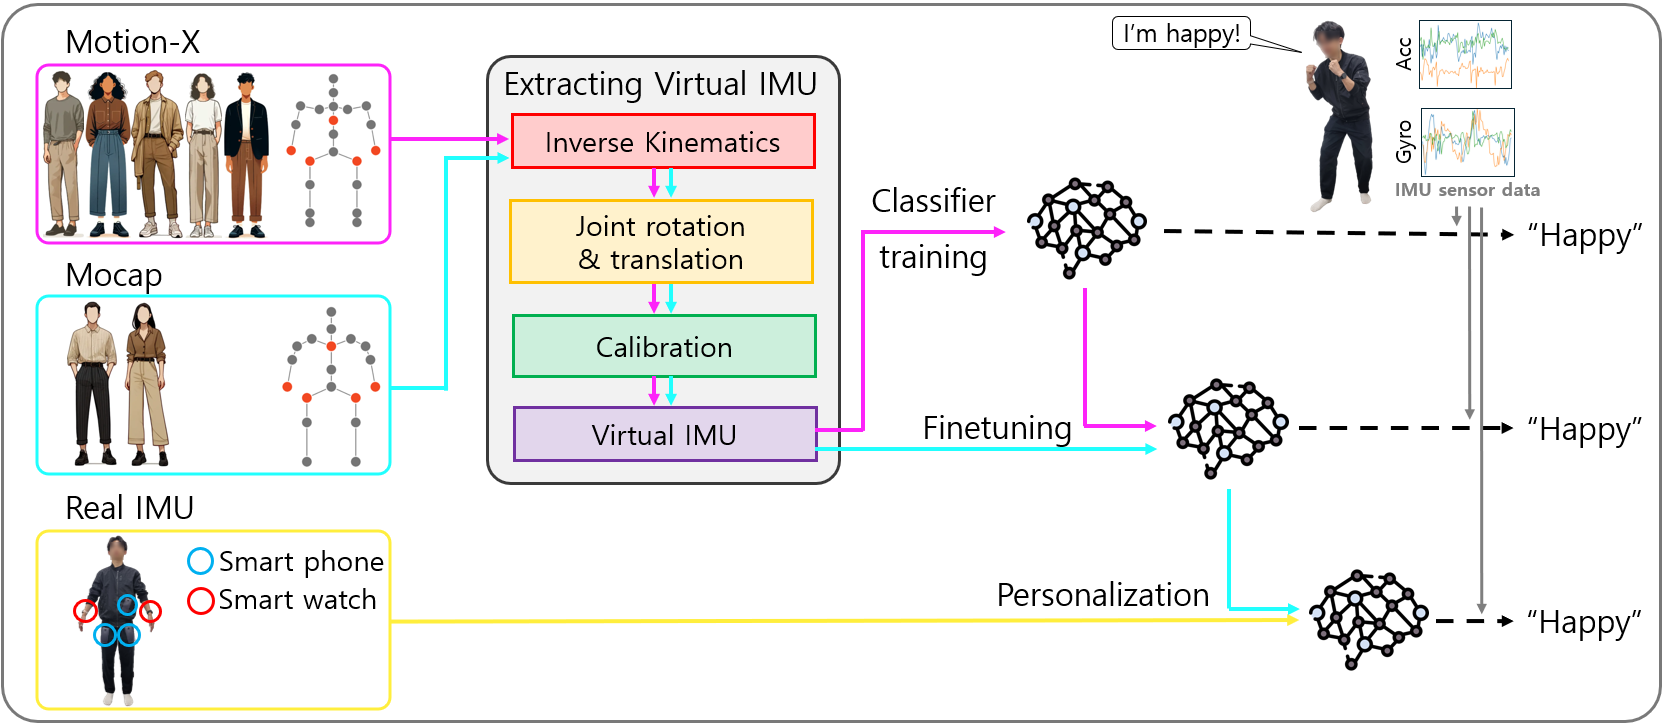 Motion-X
Mocap
Real IMU
Smart phone
Smart watch
Extracting Virtual IMU
Inverse Kinematics
Joint rotation
& translation
Calibration
Virtual IMU
Classifier
training
Finetuning
Personalization
I'm happy!
Acc
Gyro
IMU sensor data
“Happy”
“Happy”
“Happy”